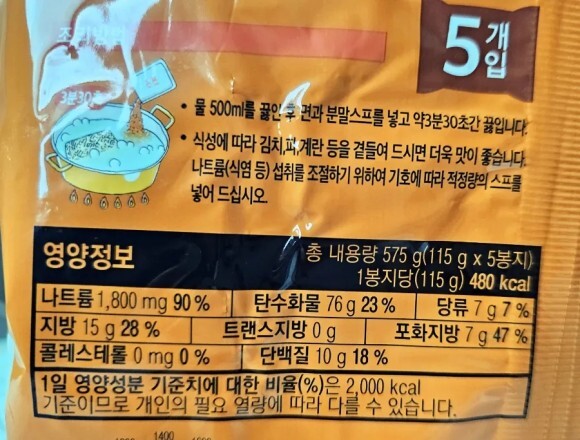 조리방법
5개입
3분30초
• 물 500ml를 끓인 후 면과 분말스프를 넣고 약3분30초간 끓입니다.
• 식성에 따라 김치,파,계란 등을 곁들여 드시면 더욱 맛이 좋습니다.
나트륨(식염 등) 섭취를 조절하기 위하여 기호에 따라 적정량의 스프를
넣어 드십시오.
영양정보
총 내용량 575 g(115 g x 5봉지)
1봉지당(115 g) 480 kcal
나트륨 1,800 mg 90 % 탄수화물 76 g 23 % 당류 7 g 7 %
지방 15 g 28 % 트랜스지방 0 g 포화지방 7 g 47 %
콜레스테롤 0 mg 0 % 단백질 10 g 18 %
1일 영양성분 기준치에 대한 비율(%)은 2,000 kcal
기준이므로 개인의 필요 열량에 따라 다를 수 있습니다.
1400